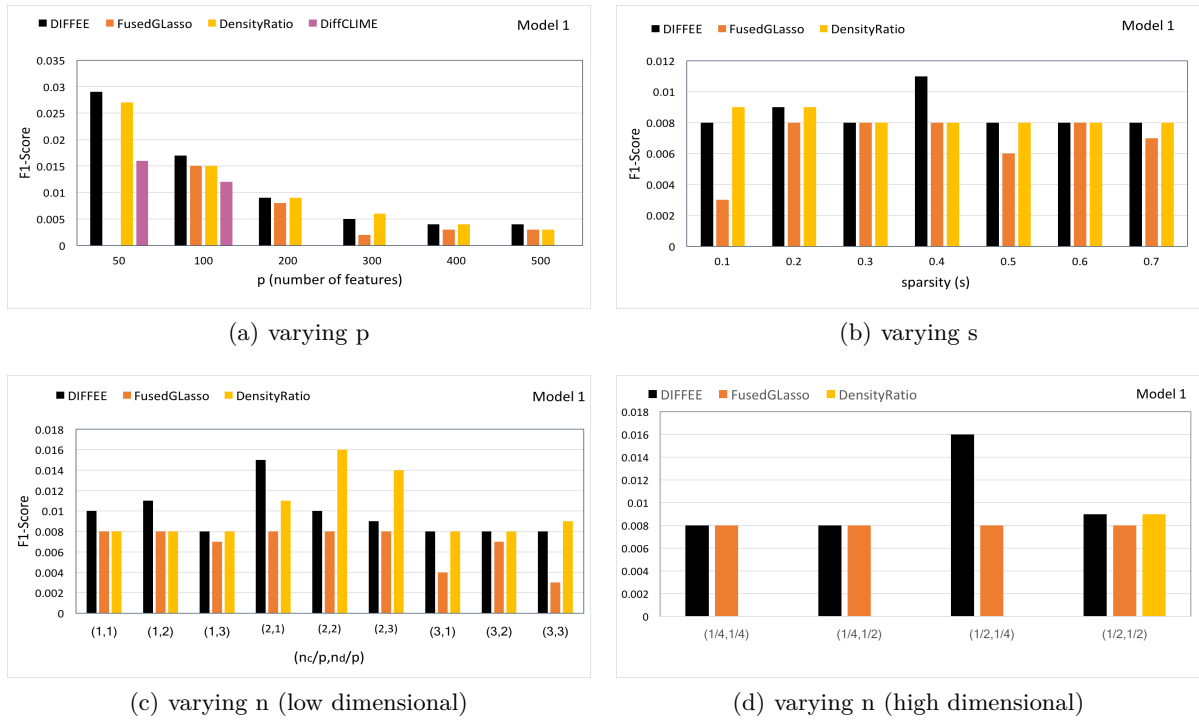 DIFFEE FusedGLasso DensityRatio DiffCLIME Model 1
0.035
0.03
0.025
0.02
0.015
0.01
0.005
0
F1-Score
50 100 200 300 400 500
p (number of features)
(a) varying p
DIFFEE FusedGLasso DensityRatio Model 1
0.012
0.01
0.008
0.006
0.004
0.002
0
F1-Score
0.1 0.2 0.3 0.4 0.5 0.6 0.7
sparsity (s)
(b) varying s
DIFFEE FusedGLasso DensityRatio Model 1
0.018
0.016
0.014
0.012
0.01
0.008
0.006
0.004
0.002
0
F1-Score
(1,1) (1,2) (1,3) (2,1) (2,2) (2,3) (3,1) (3,2) (3,3)
(nc/p,nd/p)
(c) varying n (low dimensional)
DIFFEE FusedGLasso DensityRatio Model 1
0.018
0.016
0.014
0.012
0.01
0.008
0.006
0.004
0.002
0
(1/4,1/4) (1/4,1/2) (1/2,1/4) (1/2,1/2)
(d) varying n (high dimensional)